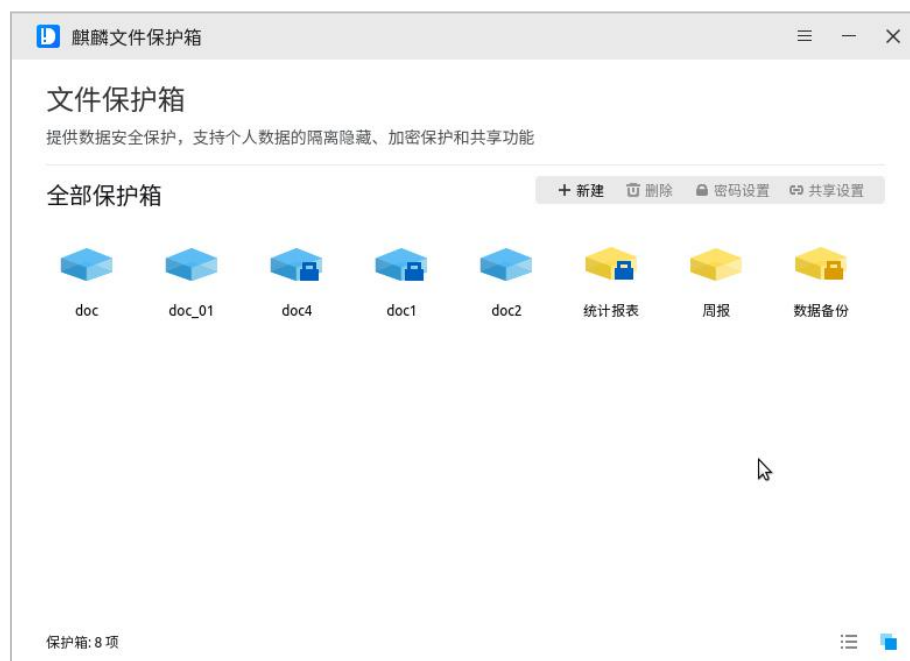 麒麟文件保护箱
文件保护箱
提供数据安全保护，支持个人数据的隔离隐藏、加密保护和共享功能
全部保护箱
新建 删除 密码设置 共享设置
doc doc_01 doc4 doc1 doc2 统计报表 周报 数据备份
保护箱: 8 项